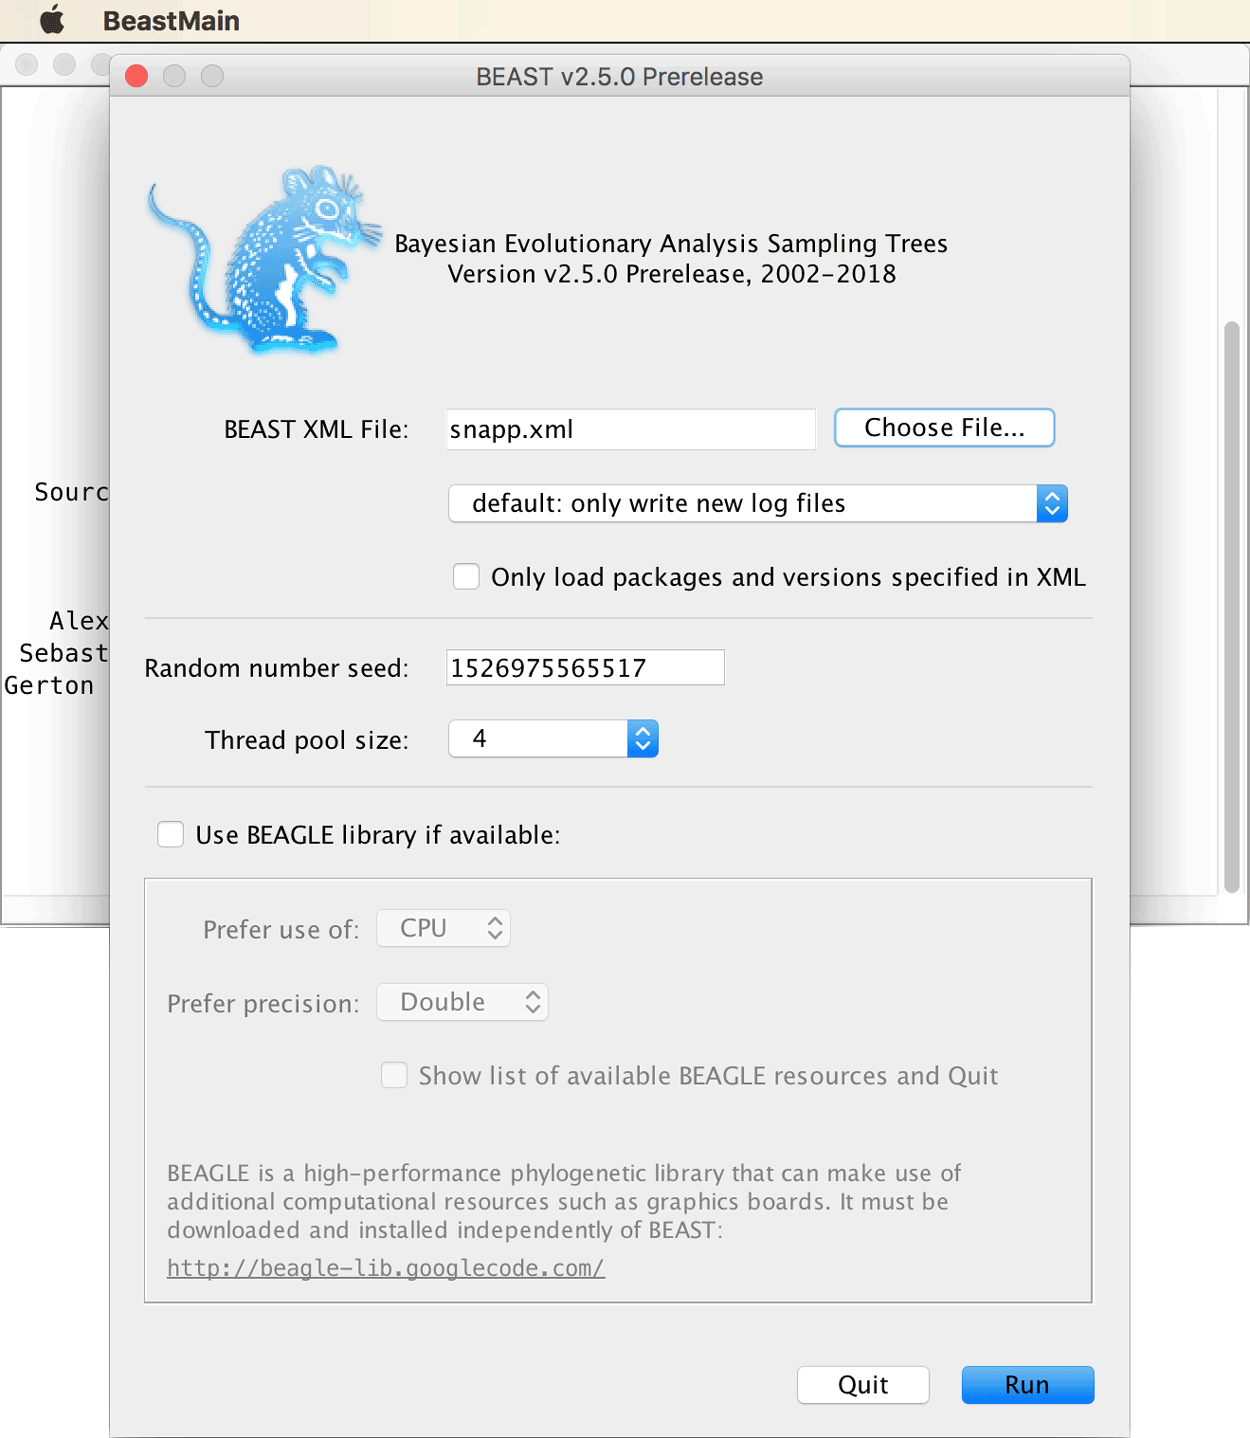 BeastMain
BEAST v2.5.0 Prerelease
Bayesian Evolutionary Analysis Sampling Trees
Version v2.5.0 Prerelease, 2002-2018
BEAST XML File: snapp.xml Choose File...
Sourc
default: only write new log files
Only load packages and versions specified in XML
Alex
Sebast
Gerton
Random number seed: 1526975565517
Thread pool size: 4
Use BEAGLE library if available:
Prefer use of: CPU
Prefer precision: Double
Show list of available BEAGLE resources and Quit
BEAGLE is a high-performance phylogenetic library that can make use of
additional computational resources such as graphics boards. It must be
downloaded and installed independently of BEAST:
http://beagle-lib.googlecode.com/
Quit Run